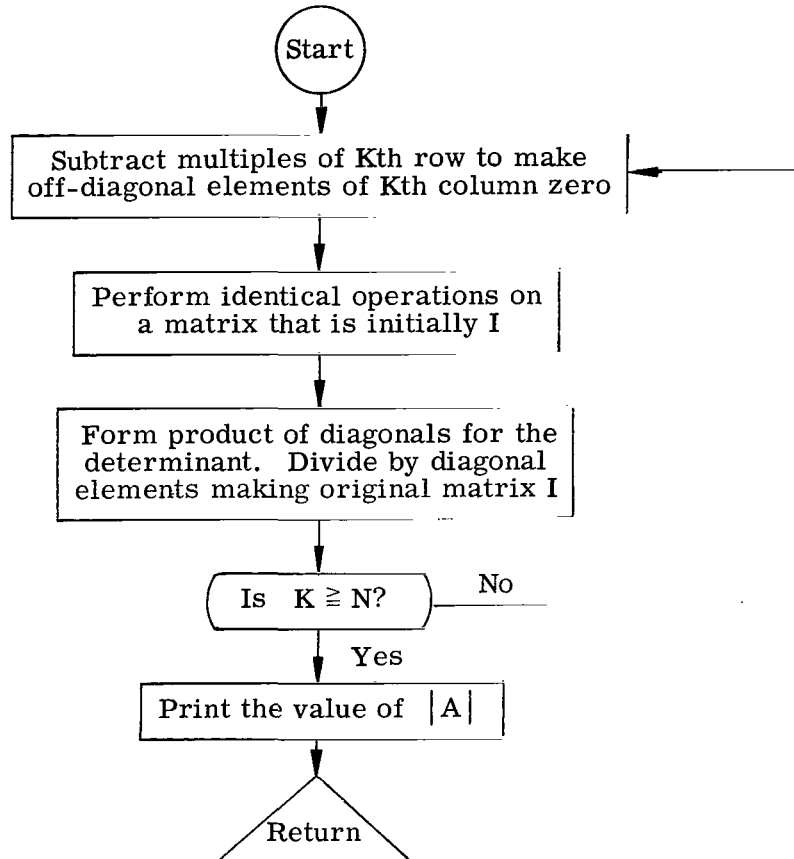 Start
Subtract multiples of Kth row to make
off-diagonal elements of Kth column zero
Perform identical operations on
a matrix that is initially I
Form product of diagonals for the
determinant. Divide by diagonal
elements making original matrix I
Is K ≧ N?
No
Yes
Print the value of |A|
Return